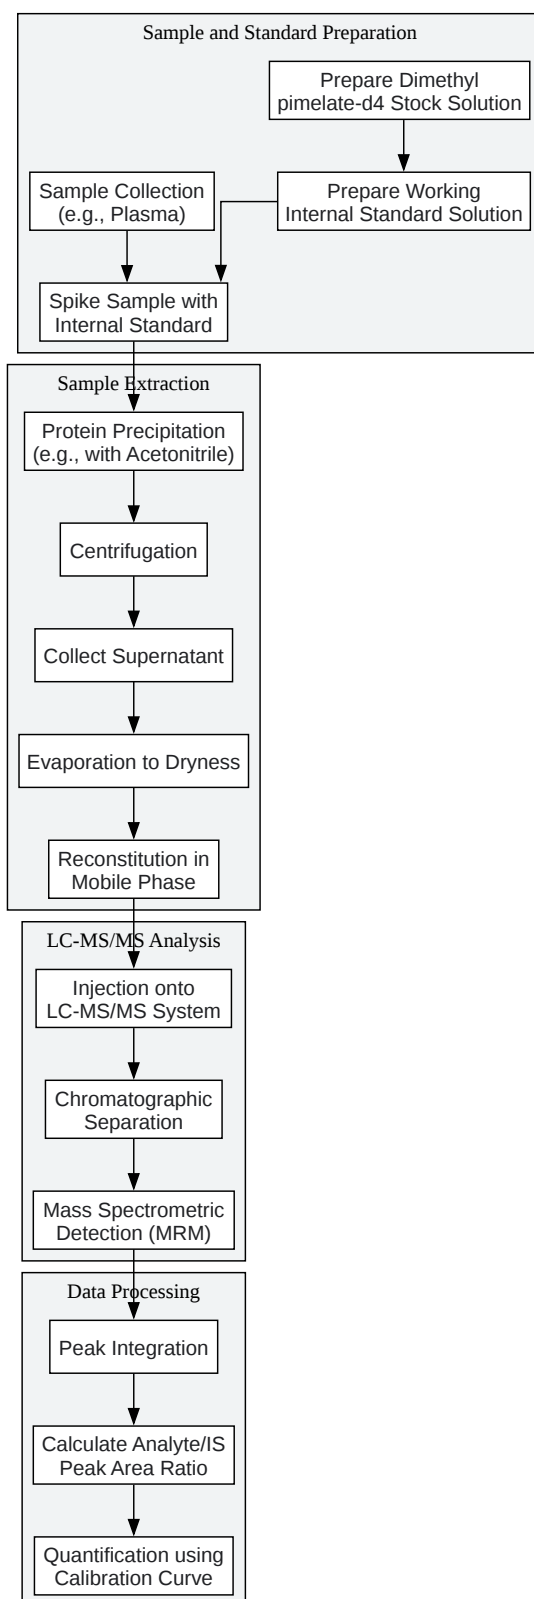 Sample and Standard Preparation
Prepare Dimethyl
pimelate-d4 Stock Solution
Sample Collection
(e.g., Plasma)
Prepare Working
Internal Standard Solution
Spike Sample with
Internal Standard
Sample Extraction
Protein Precipitation
(e.g., with Acetonitrile)
Centrifugation
Collect Supernatant
Evaporation to Dryness
Reconstitution in
Mobile Phase
LC-MS/MS Analysis
Injection onto
LC-MS/MS System
Chromatographic
Separation
Mass Spectrometric
Detection (MRM)
Data Processing
Peak Integration
Calculate Analyte/IS
Peak Area Ratio
Quantification using
Calibration Curve